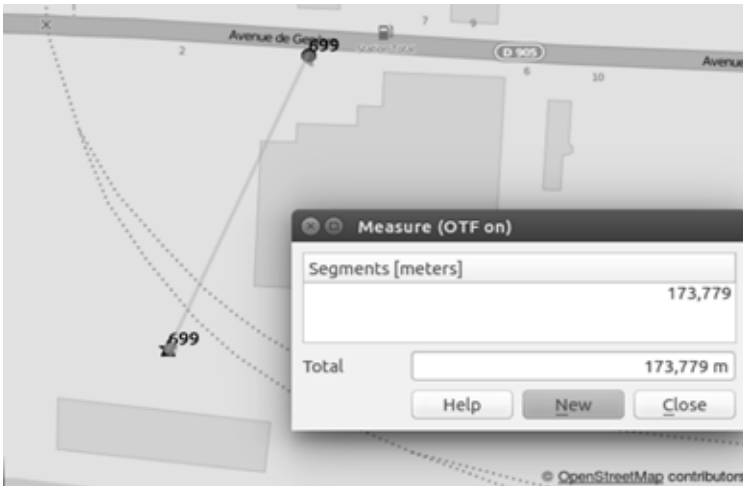 7
9
Avenue de Ge
699
2
D 905
6
10
Avenue
Measure (OTF on)
Segments [meters]
173,779
699
Total
173,779 m
Help
New
Close
© OpenStreetMap contributors